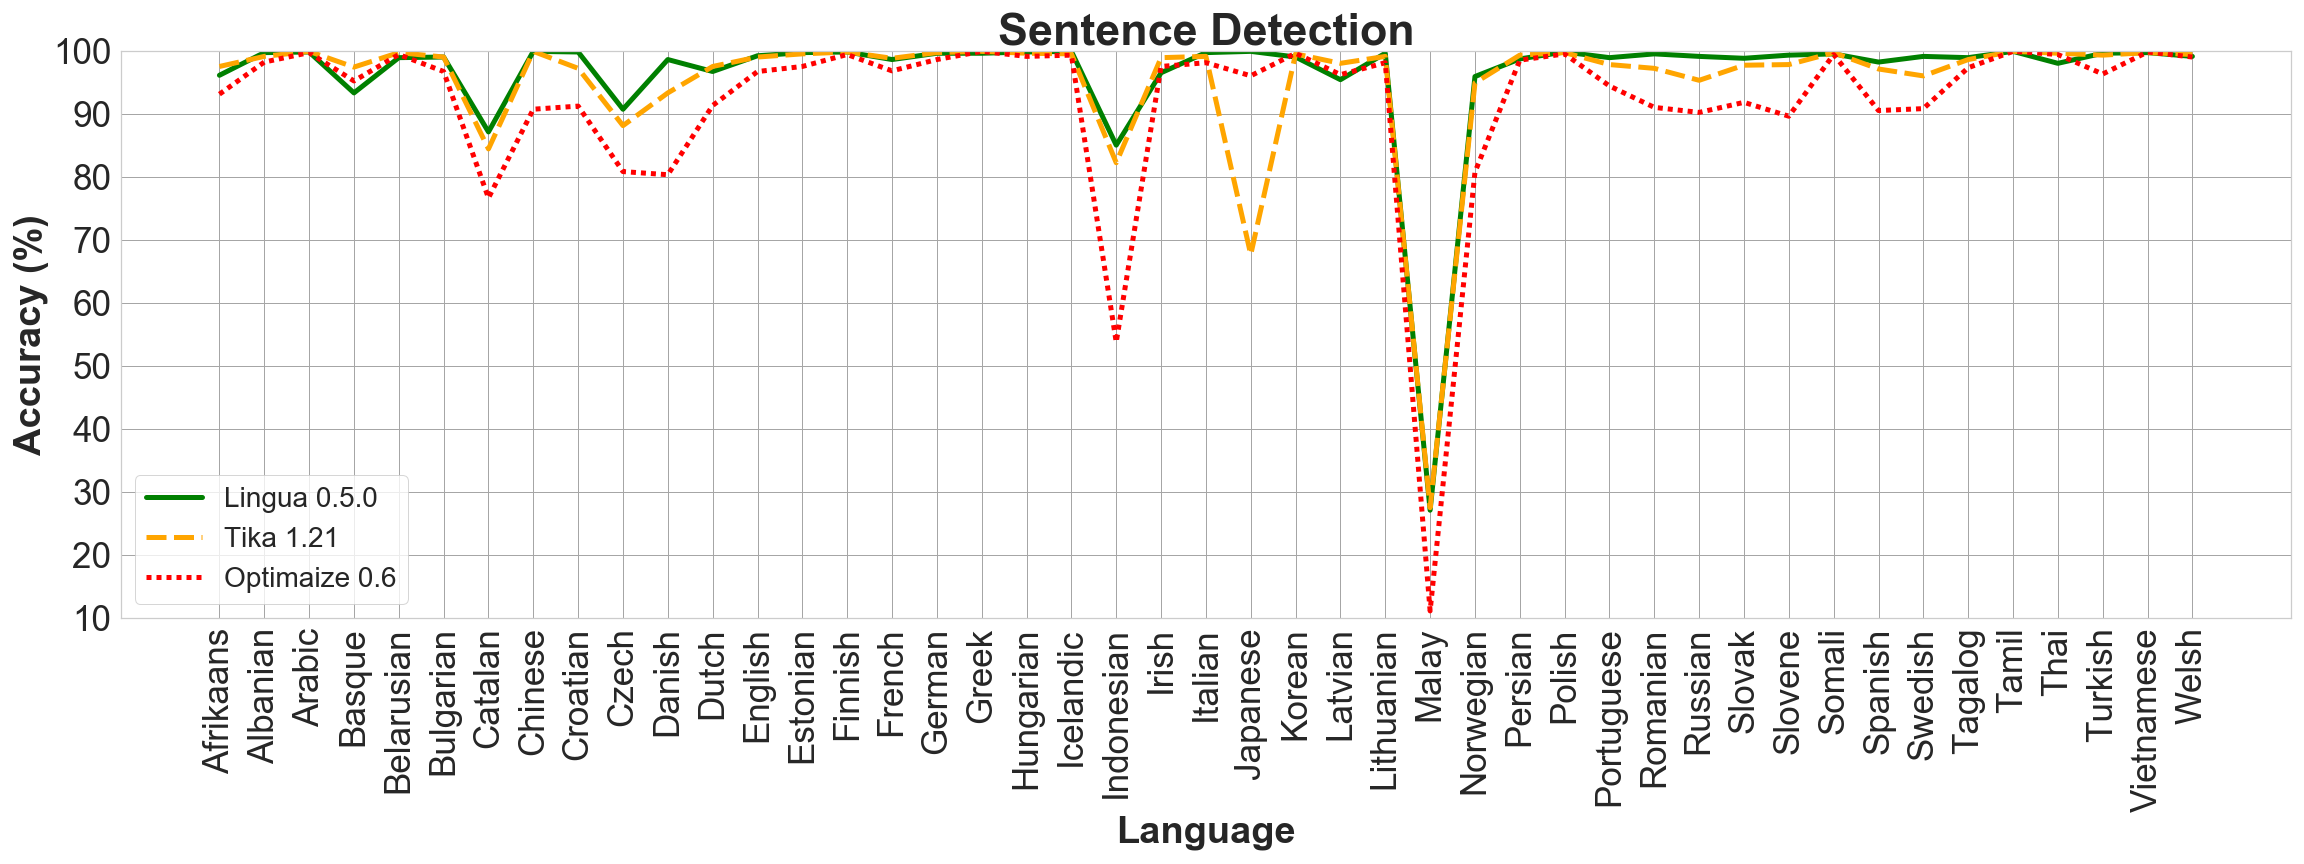 Sentence Detection
Accuracy (%)
100
90
80
70
60
50
40
30
20
10
Lingua 0.5.0
Tika 1.21
Optimaize 0.6
Afrikaans
Albanian
Arabic
Basque
Belarusian
Bulgarian
Catalan
Chinese
Croatian
Czech
Danish
Dutch
English
Estonian
Finnish
French
German
Greek
Hungarian
Icelandic
Indonesian
Irish
Italian
Japanese
Korean
Latvian
Lithuanian
Malay
Norwegian
Persian
Polish
Portuguese
Romanian
Russian
Slovak
Slovene
Somali
Spanish
Swedish
Tagalog
Tamil
Thai
Turkish
Vietnamese
Welsh
Language